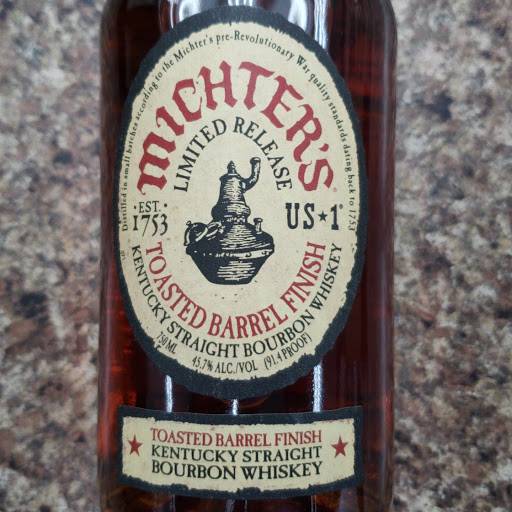 Distilled in small batches according to the Michter's pre-Revolutionary War quality standards dating back to 1753
MICHTER'S
LIMITED RELEASE
·EST·
1753
US★1
TOASTED BARREL FINISH
KENTUCKY STRAIGHT BOURBON WHISKEY
750 ML 45.7% ALC./VOL (91.4 PROOF)
TOASTED BARREL FINISH
KENTUCKY STRAIGHT
BOURBON WHISKEY